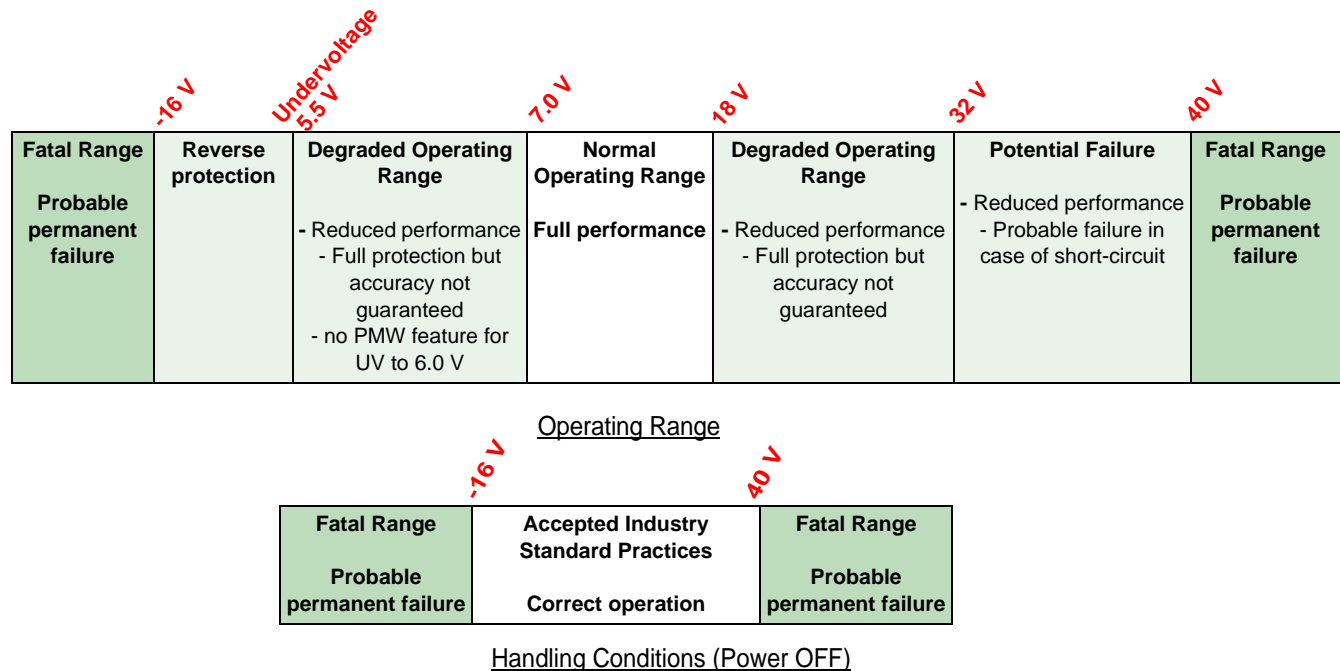 -16 V
Undervoltage
5.5 V
7.0 V
18 V
32 V
40 V
Fatal Range
Probable
permanent
failure
Reverse
protection
Degraded Operating
Range
- Reduced performance
- Full protection but
accuracy not
guaranteed
- no PMW feature for
UV to 6.0 V
Normal
Operating Range
Full performance
Degraded Operating
Range
- Reduced performance
- Full protection but
accuracy not
guaranteed
Potential Failure
- Reduced performance
- Probable failure in
case of short-circuit
Fatal Range
Probable
permanent
failure
Operating Range
-16 V
40 V
Fatal Range
Probable
permanent failure
Accepted Industry
Standard Practices
Correct operation
Fatal Range
Probable
permanent failure
Handling Conditions (Power OFF)